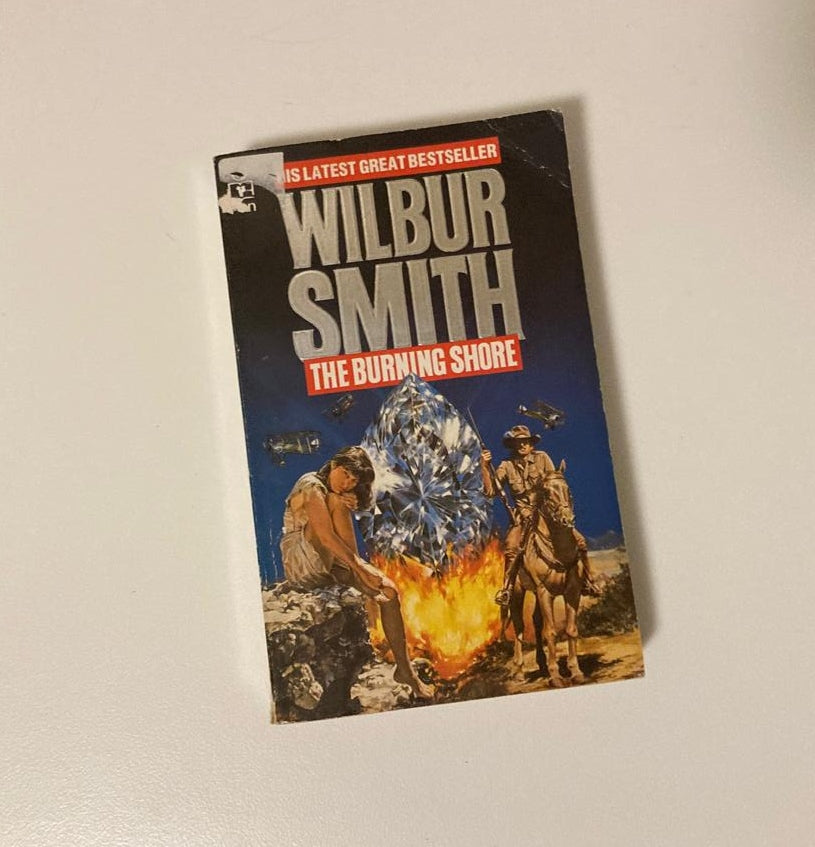 IS LATEST GREAT BESTSELLER
WILBUR
SMITH
THE BURNING SHORE